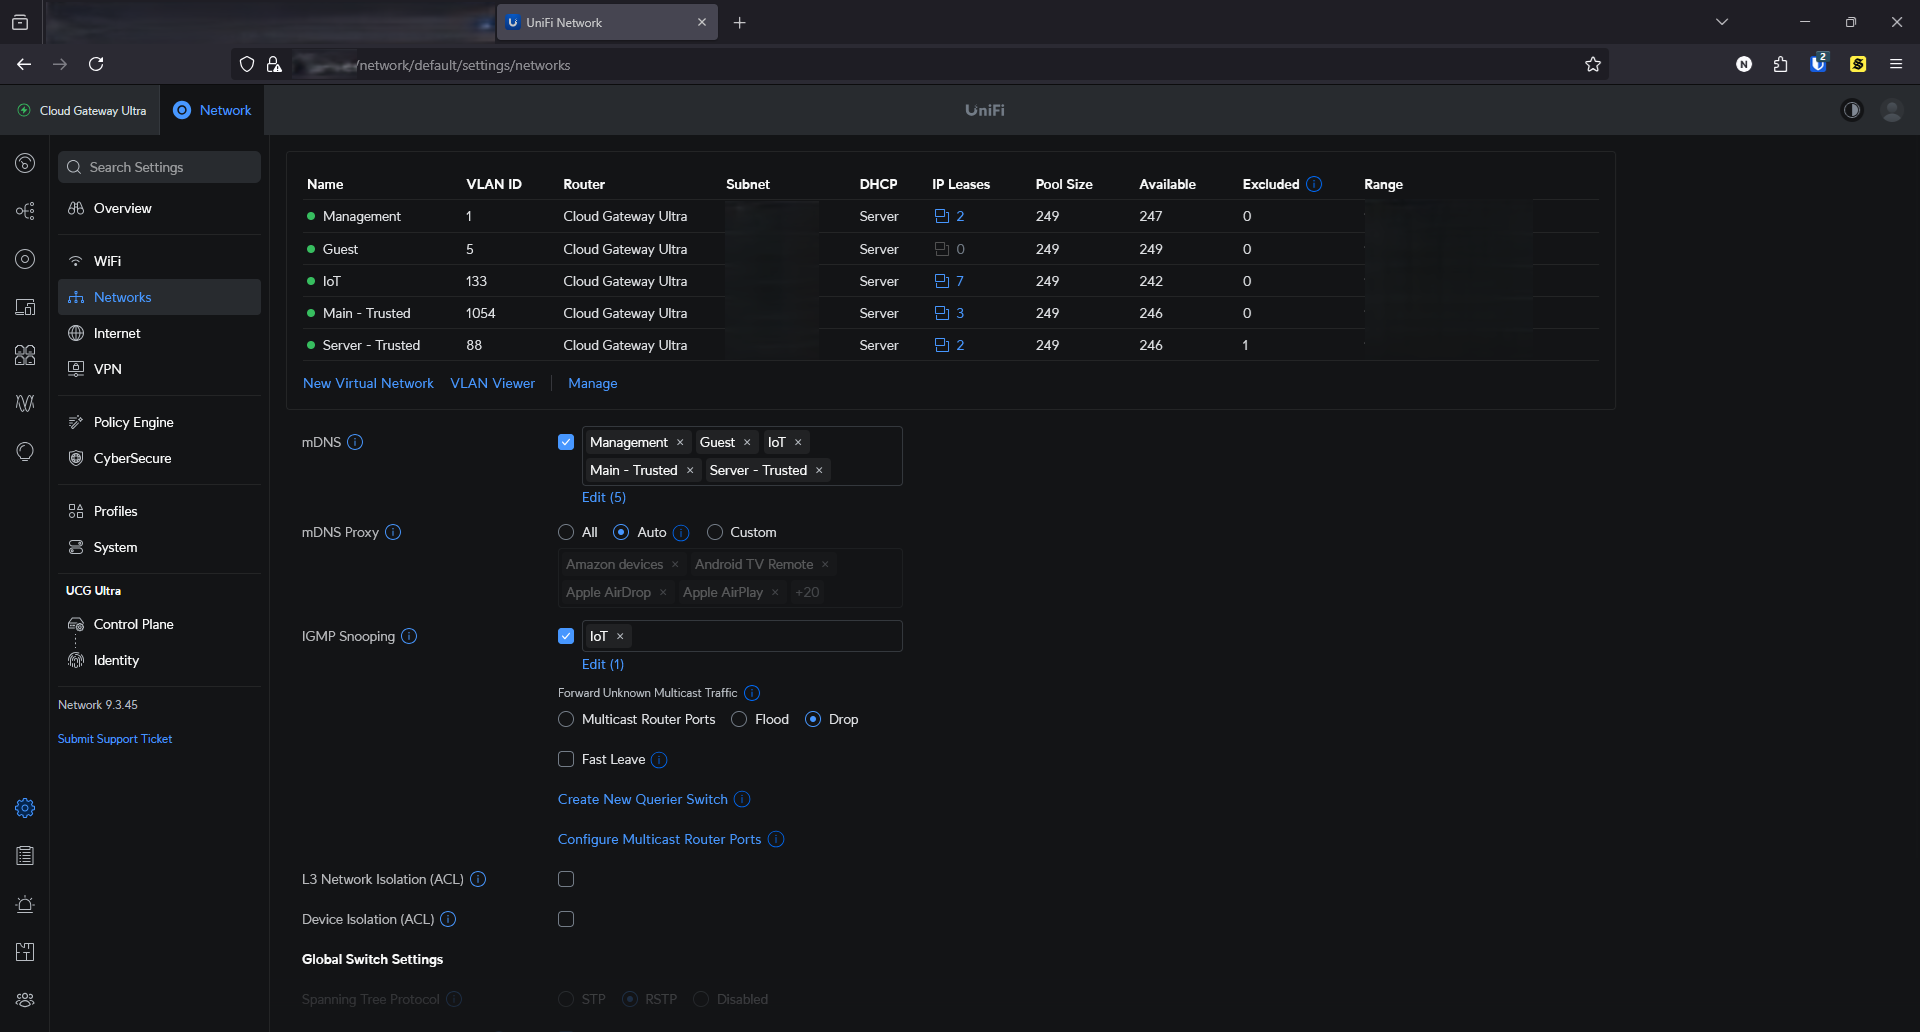 UniFi Network
/network/default/settings/networks
N
2
Cloud Gateway Ultra
Network
UniFi
Search Settings
Overview
WiFi
Networks
Internet
VPN
Policy Engine
CyberSecure
Profiles
System
UCG Ultra
Control Plane
Identity
Network 9.3.45
Submit Support Ticket
Name VLAN ID Router Subnet DHCP IP Leases Pool Size Available Excluded Range
Management 1 Cloud Gateway Ultra Server 2 249 247 0
Guest 5 Cloud Gateway Ultra Server 0 249 249 0
IoT 133 Cloud Gateway Ultra Server 7 249 242 0
Main - Trusted 1054 Cloud Gateway Ultra Server 3 249 246 0
Server - Trusted 88 Cloud Gateway Ultra Server 2 249 246 1
New Virtual Network VLAN Viewer Manage
mDNS Management × Guest × IoT ×
Main - Trusted × Server - Trusted ×
Edit (5)
mDNS Proxy All Auto Custom
Amazon devices × Android TV Remote ×
Apple AirDrop × Apple AirPlay × +20
IGMP Snooping IoT ×
Edit (1)
Forward Unknown Multicast Traffic
Multicast Router Ports Flood Drop
Fast Leave
Create New Querier Switch
Configure Multicast Router Ports
L3 Network Isolation (ACL)
Device Isolation (ACL)
Global Switch Settings
Spanning Tree Protocol STP RSTP Disabled